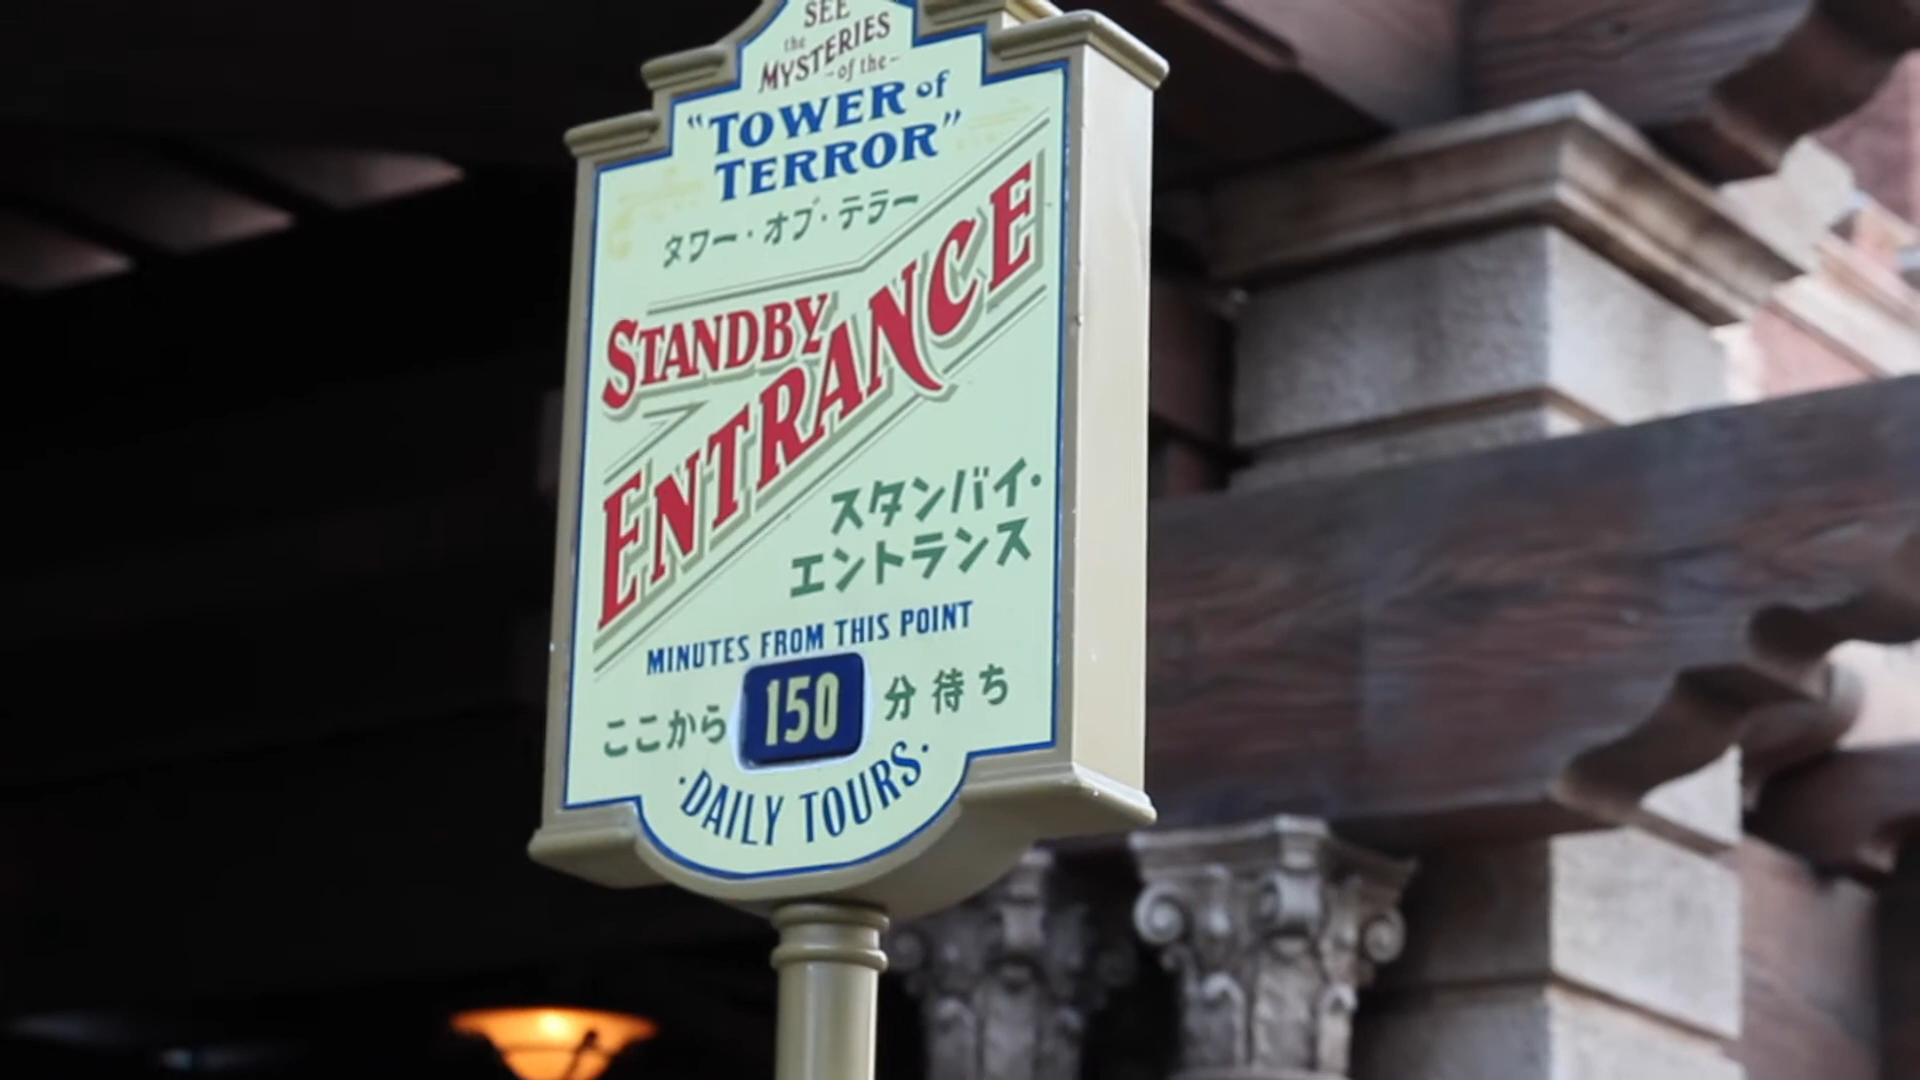 SEE
the
MYSTERIES
of the
"TOWER of
TERROR"
タワー・オブ・テラー
STANDBY
ENTRANCE
スタンバイ・
エントランス
MINUTES FROM THIS POINT
ここから 150 分待ち
・DAILY TOURS・